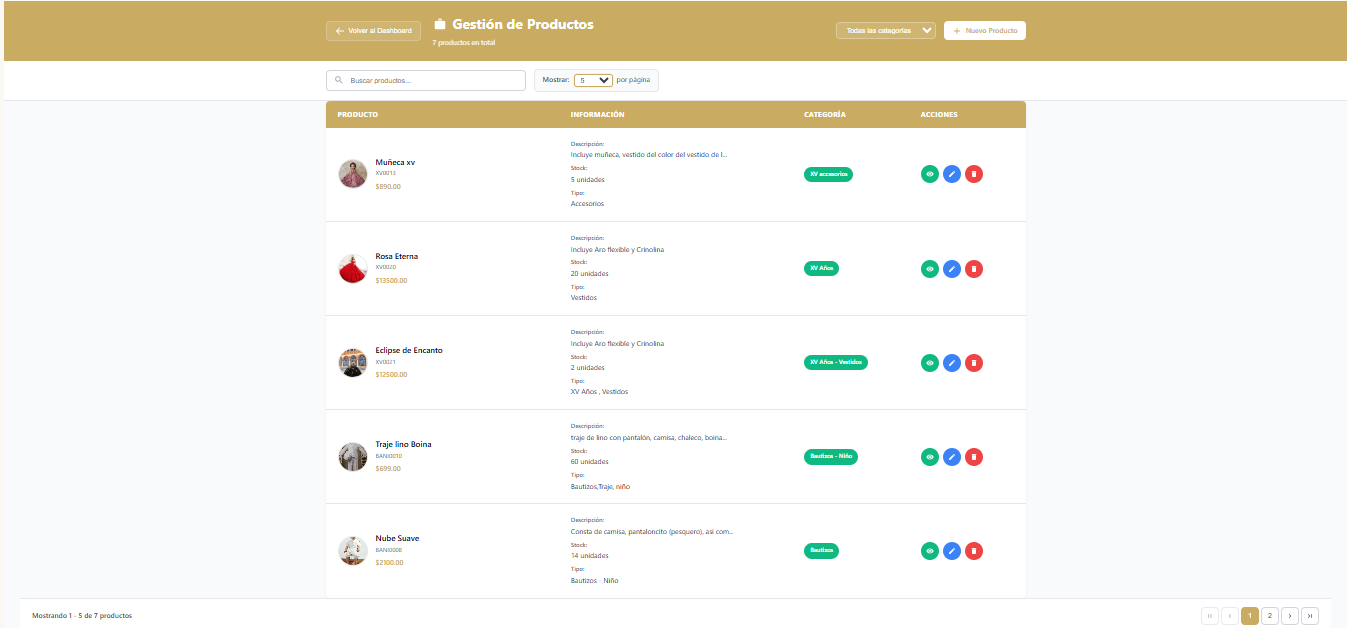 Volver al Dashboard
Gestión de Productos
7 productos en total
Todas las categorías
Nuevo Producto
Buscar productos...
Mostrar: 5 por página
PRODUCTO INFORMACIÓN CATEGORÍA ACCIONES
Muñeca xv
XV0013
$890.00
Descripción:
Incluye muñeca, vestido del color del vestido de l...
Stock:
5 unidades
Tipo:
Accesorios
XV accesorios
Rosa Eterna
XV0020
$13500.00
Descripción:
Incluye Aro flexible y Crinolina
Stock:
20 unidades
Tipo:
Vestidos
XV Años
Eclipse de Encanto
XV0021
$12500.00
Descripción:
Incluye Aro flexible y Crinolina
Stock:
2 unidades
Tipo:
XV Años , Vestidos
XV Años - Vestidos
Traje lino Boina
BANI0010
$699.00
Descripción:
traje de lino con pantalón, camisa, chaleco, boina...
Stock:
60 unidades
Tipo:
Bautizos,Traje, niño
Bautizos - Niño
Nube Suave
BANI0008
$2100.00
Descripción:
Consta de camisa, pantaloncito (pesquero), asi com...
Stock:
14 unidades
Tipo:
Bautizos - Niño
Bautizos
Mostrando 1 - 5 de 7 productos
1 2